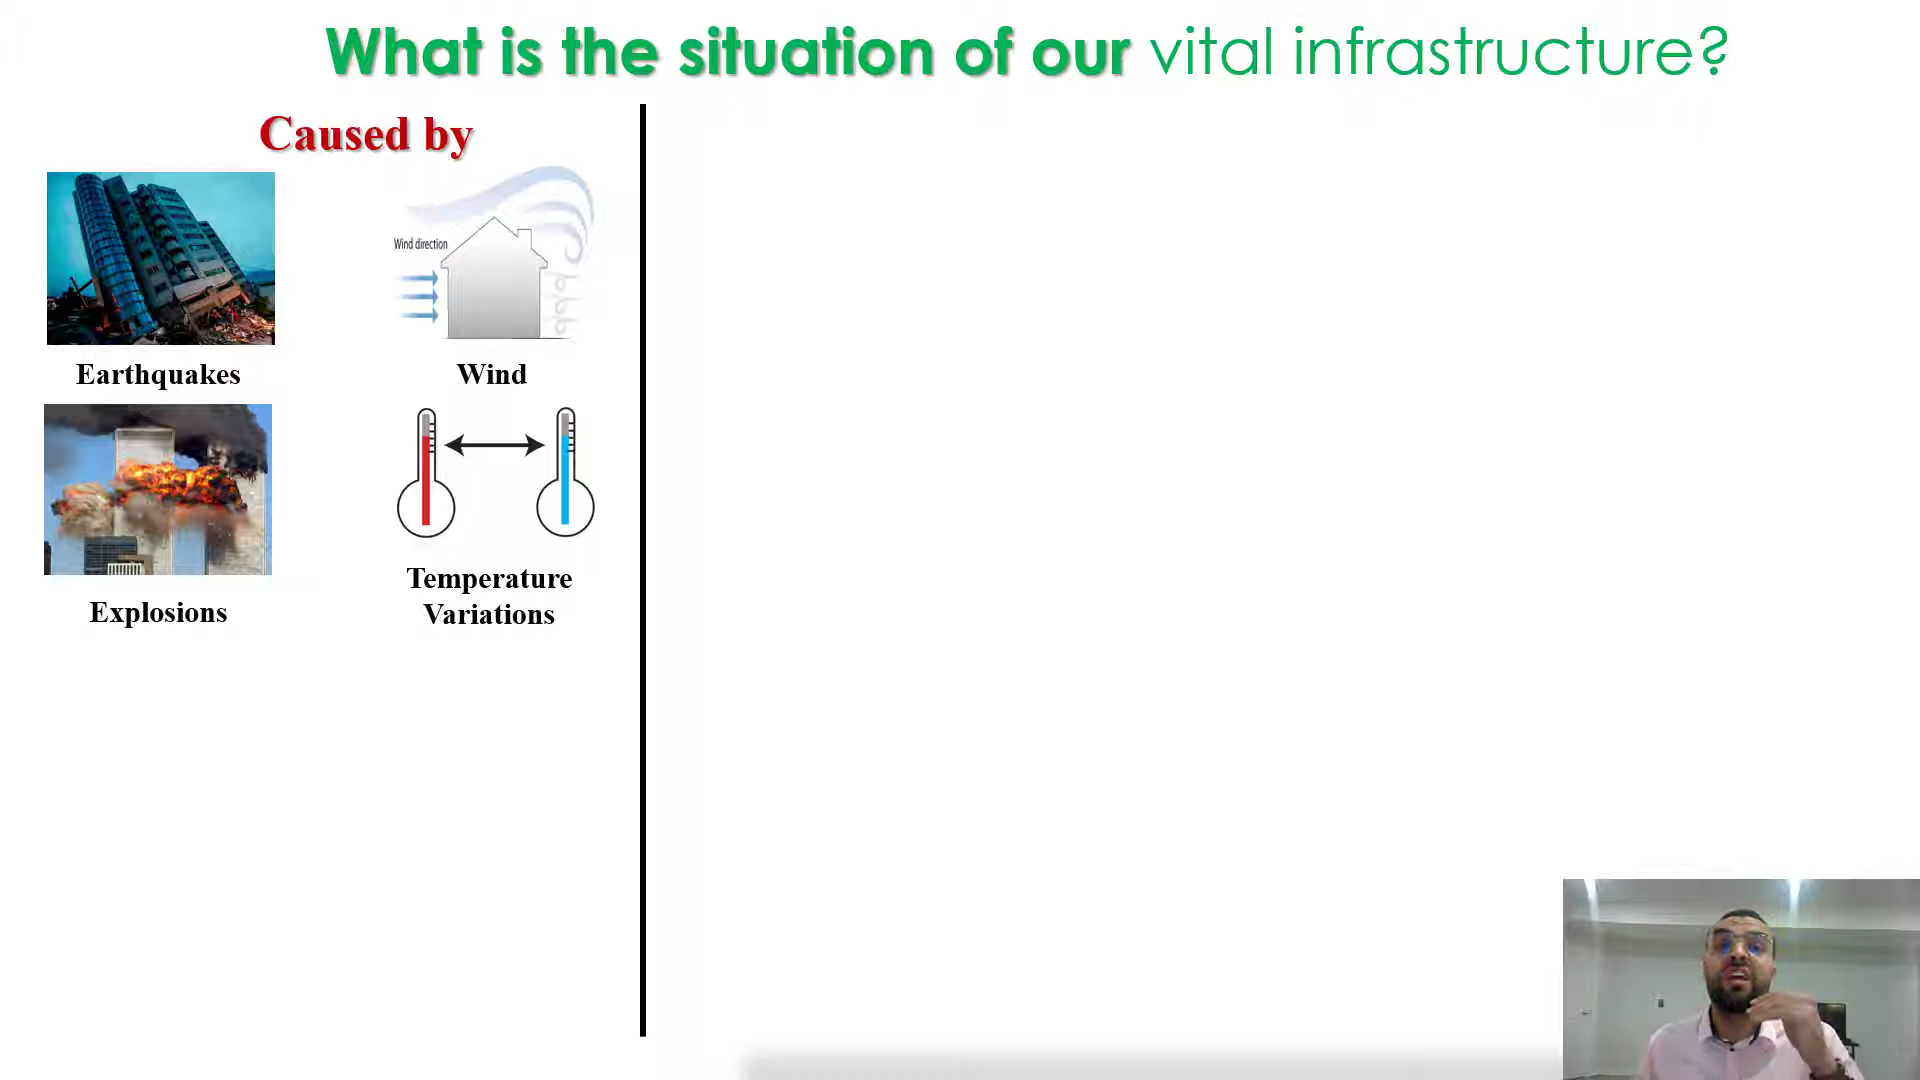 What is the situation of our vital infrastructure?
Caused by
Wind direction
Earthquakes
Wind
Explosions
Temperature
Variations